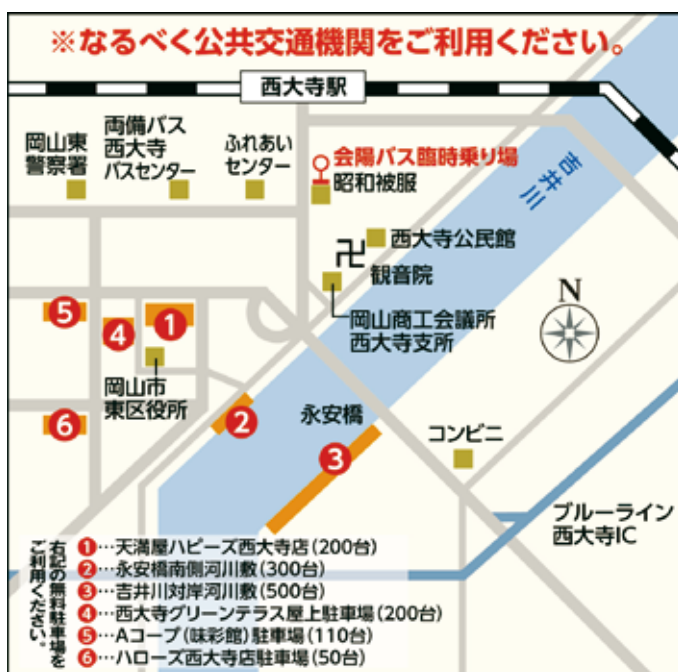 ※なるべく公共交通機関をご利用ください。
西大寺駅
岡山東
警察署
両備バス
西大寺
バスセンター
ふれあい
センター
会陽バス臨時乗り場
昭和被服
吉井川
西大寺公民館
卍
観音院
岡山商工会議所
西大寺支所
N
5
4
1
岡山市
東区役所
6
2
永安橋
3
コンビニ
ブルーライン
西大寺IC
右記の無料駐車場を
ご利用ください。
1…天満屋ハピーズ西大寺店(200台)
2…永安橋南側河川敷(300台)
3…吉井川対岸河川敷(500台)
4…西大寺グリーンテラス屋上駐車場(200台)
5…Aコープ(味彩館)駐車場(110台)
6…ハローズ西大寺店駐車場(50台)